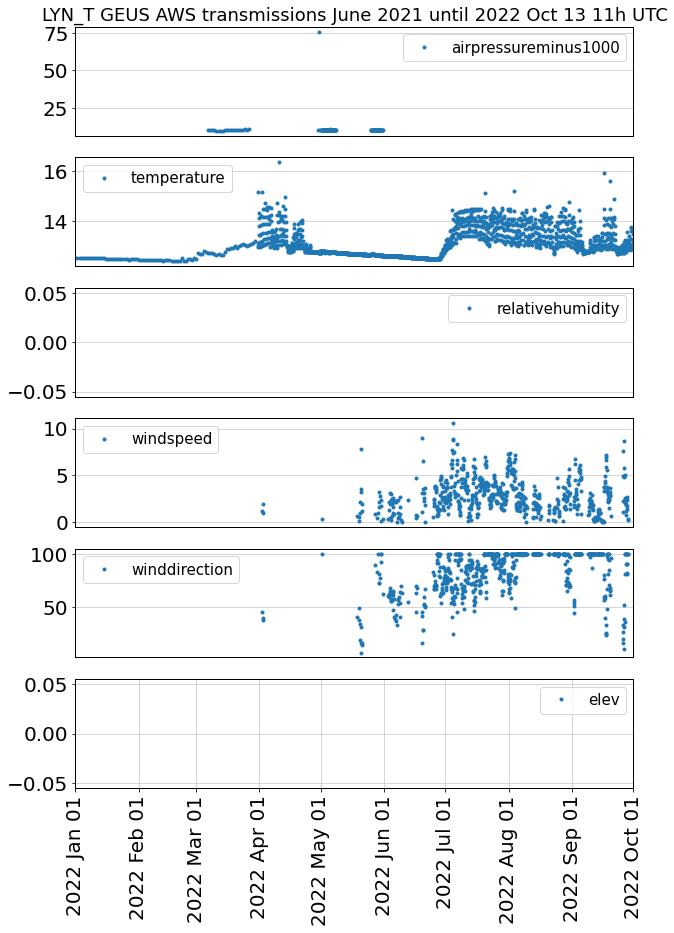 LYN_T GEUS AWS transmissions June 2021 until 2022 Oct 13 11h UTC
75
50
25
airpressureminus1000
16
14
temperature
0.05
0.00
−0.05
relativehumidity
10
5
0
windspeed
100
50
winddirection
0.05
0.00
−0.05
elev
2022 Jan 01
2022 Feb 01
2022 Mar 01
2022 Apr 01
2022 May 01
2022 Jun 01
2022 Jul 01
2022 Aug 01
2022 Sep 01
2022 Oct 01